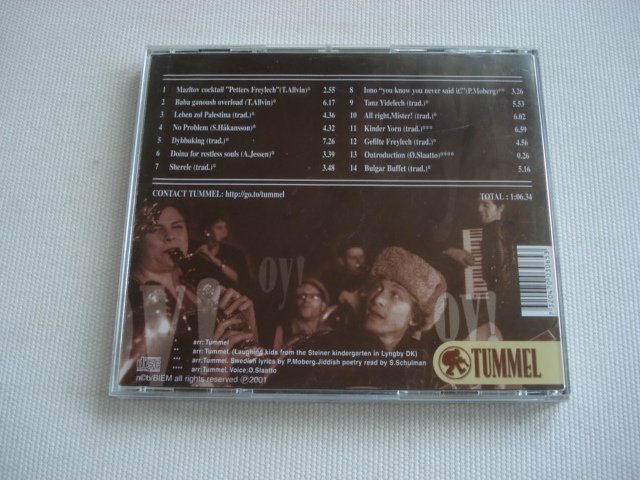 1 Mazltov cocktail "Petters Freylech"(T.Allvin)* 2.55
2 Baba ganoush overload (T.Allvin)* 6.17
3 Leben zol Palestina (trad.)* 4.36
4 No Problem (S.Håkansson)* 4.32
5 Dybbuking (trad.)* 7.26
6 Doina for restless souls (A.Jessen)* 3.39
7 Sherele (trad.)* 3.48
8 Iono "you know you never said it!"(P.Moberg)** 3.26
9 Tanz Yidelech (trad.)* 5.53
10 All right,Mister! (trad.)* 6.02
11 Kinder Yorn (trad.)*** 6.59
12 Gefilte Freylech (trad.)* 4.56
13 Outroduction (Ø.Slaatto)**** 0.26
14 Bulgar Buffet (trad.)* 5.16
CONTACT TUMMEL: http://go.to/tummel
TOTAL : 1:06.34
oy!
oy!
arr: Tummel
arr: Tummel. (Laughing kids from the Steiner kindergarten in Lyngby DK)
arr:Tummel. Swedish lyrics by P.Moberg.Jiddish poetry read by S.Schulman
arr:Tummel. Voice:O.Slaatto
disc
ncb/BIEM all rights reserved ℗2001
TUMMEL